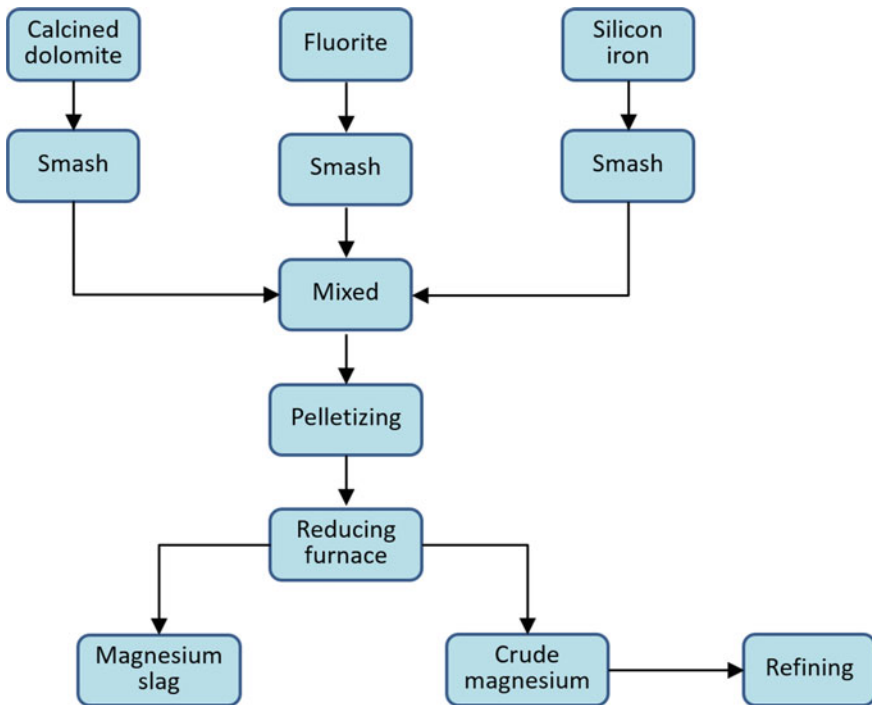 Calcined
dolomite
Fluorite
Silicon
iron
Smash
Smash
Smash
Mixed
Pelletizing
Reducing
furnace
Magnesium
slag
Crude
magnesium
Refining